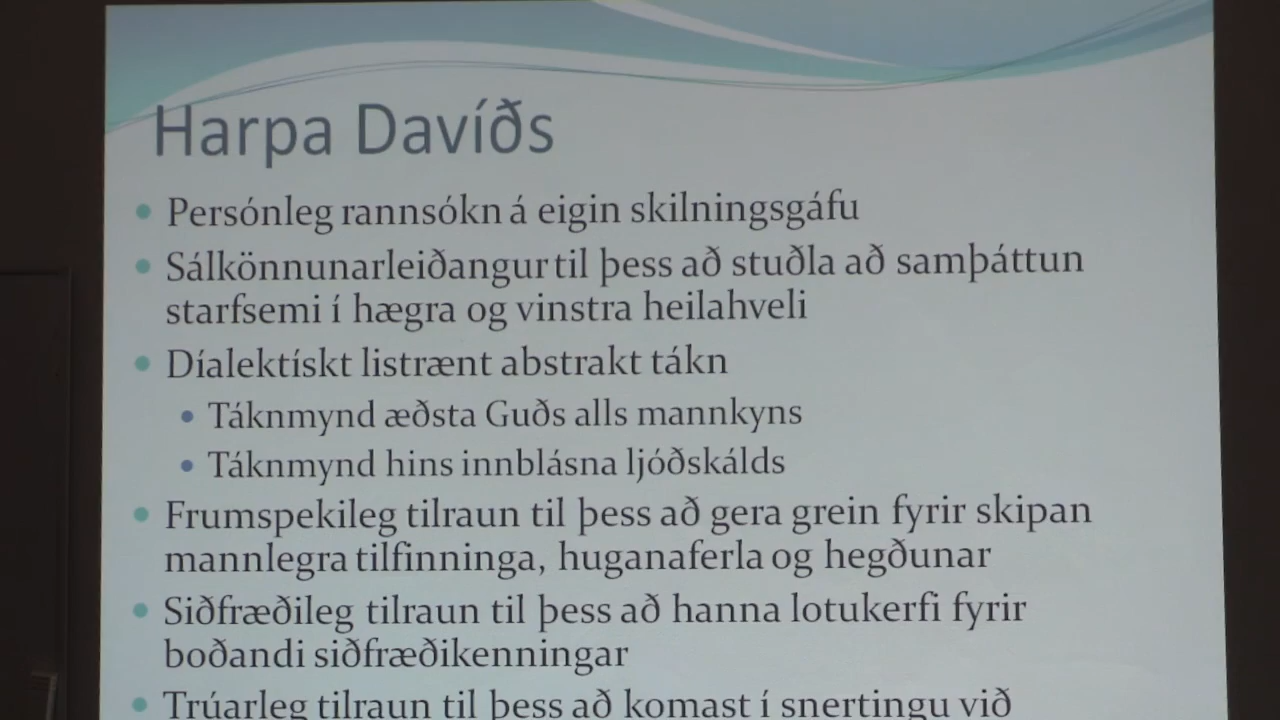 Harpa Davíðs
• Persónleg rannsókn á eigin skilningsgáfu
• Sálkönnunarleiðangur til þess að stuðla að samþáttun
starfsemi í hægra og vinstra heilahveli
• Díalektískt listrænt abstrakt tákn
• Táknmynd æðsta Guðs alls mannkyns
• Táknmynd hins innblásna ljóðskálds
• Frumspekileg tilraun til þess að gera grein fyrir skipan
mannlegra tilfinninga, huganaferla og hegðunar
• Siðfræðileg tilraun til þess að hanna lotukerfi fyrir
boðandi siðfræðikenningar
• Trúarleg tilraun til þess að komast í snertingu við